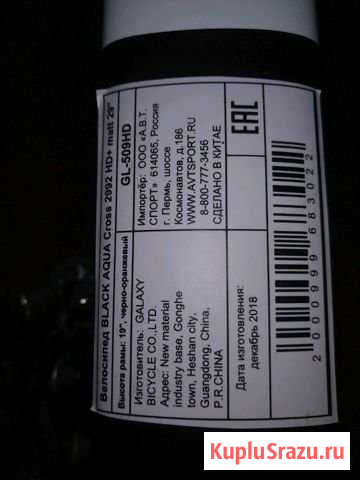 Велосипед BLACK AQUA Cross 2992 HD+ matt 29"
GL-509HD
Высота рамы: 19", черно-оранжевый
Изготовитель: GALAXY
BICYCLE CO.,LTD.
Адрес: New material
industry base, Gonghe
town, Heshan city,
Guangdong, China,
P.R.CHINA
Импортёр: ООО «А.В.Т.
СПОРТ» 614065, Россия
г. Пермь, шоссе
Космонавтов, д.186
WWW.AVTSPORT.RU
8-800-777-3456
СДЕЛАНО В КИТАЕ
Дата изготовления:
декабрь 2018
EAC
2000999683022
KupluSrazu.ru